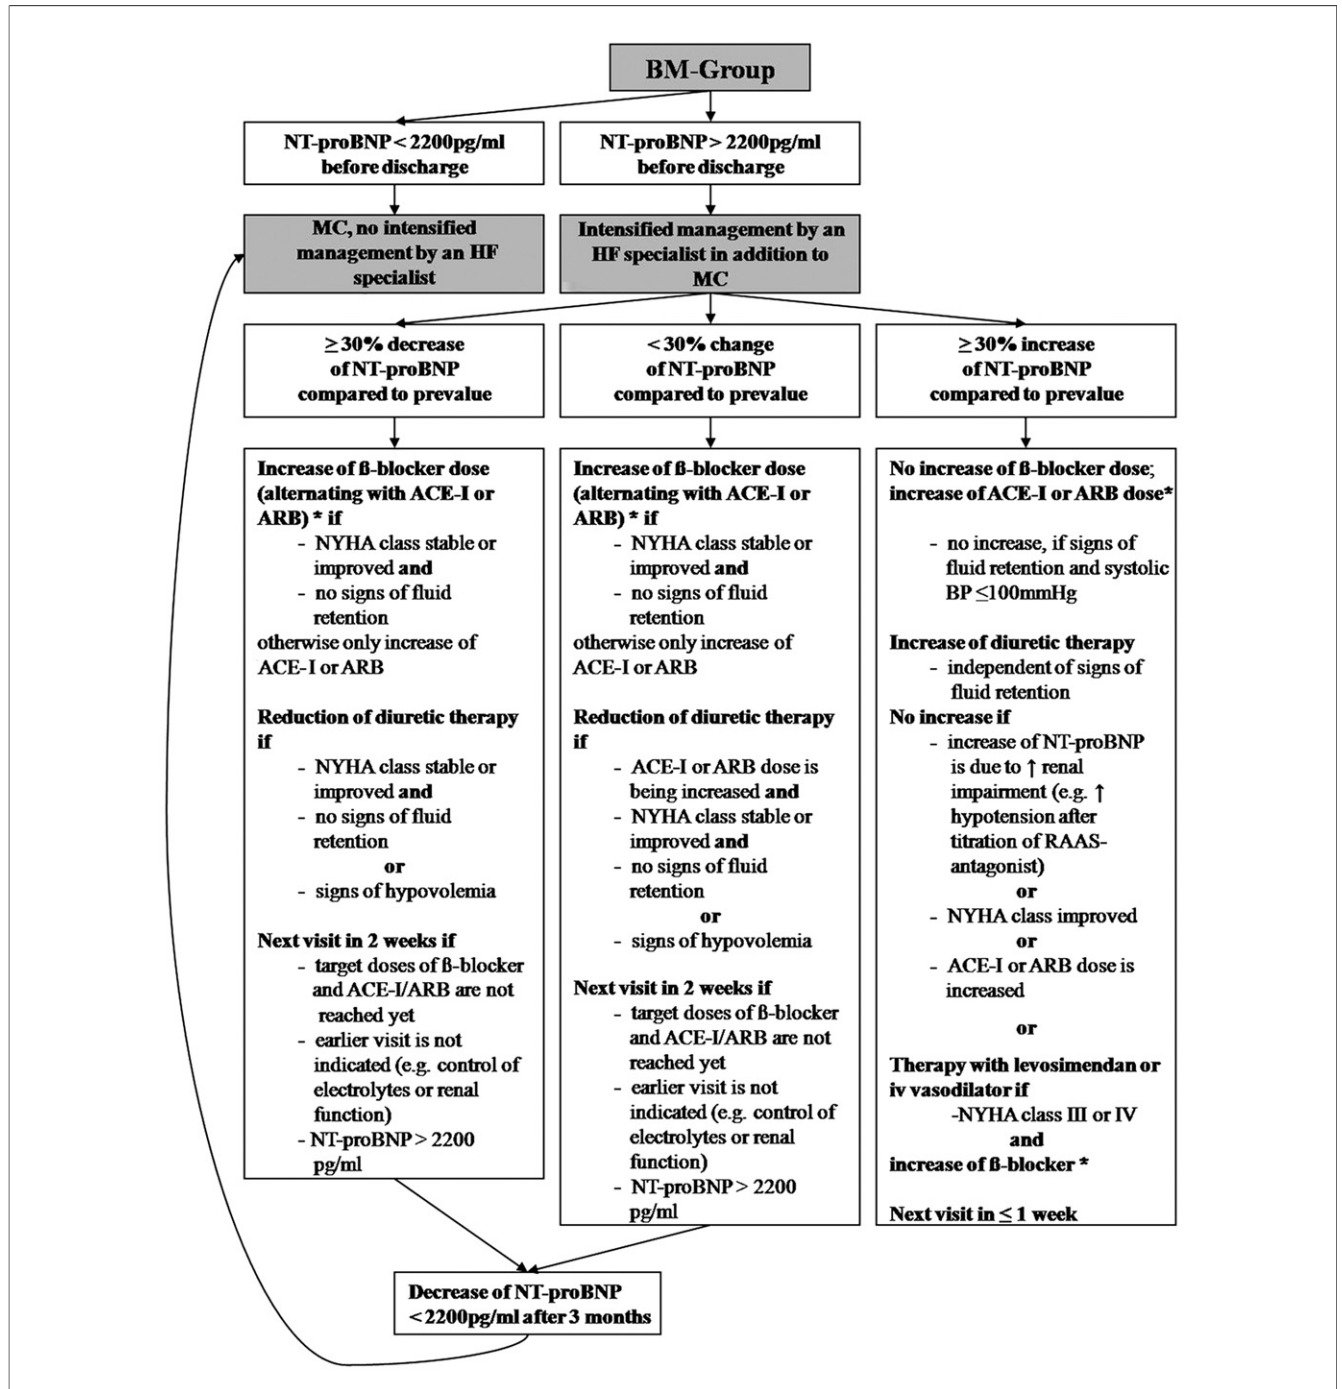 BM-Group
NT-proBNP < 2200pg/ml
before discharge
NT-proBNP > 2200pg/ml
before discharge
MC, no intensified
management by an HF
specialist
Intensified management by an
HF specialist in addition to
MC
≥ 30% decrease
of NT-proBNP
compared to prevalue
< 30% change
of NT-proBNP
compared to prevalue
≥ 30% increase
of NT-proBNP
compared to prevalue
Increase of ß-blocker dose
(alternating with ACE-I or
ARB) * if
- NYHA class stable or
improved and
- no signs of fluid
retention
otherwise only increase of
ACE-I or ARB
Reduction of diuretic therapy
if
- NYHA class stable or
improved and
- no signs of fluid
retention
or
- signs of hypovolemia
Next visit in 2 weeks if
- target doses of ß-blocker
and ACE-I/ARB are not
reached yet
- earlier visit is not
indicated (e.g. control of
electrolytes or renal
function)
- NT-proBNP > 2200
pg/ml
Increase of ß-blocker dose
(alternating with ACE-I or
ARB) * if
- NYHA class stable or
improved and
- no signs of fluid
retention
otherwise only increase of
ACE-I or ARB
Reduction of diuretic therapy
if
- ACE-I or ARB dose is
being increased and
- NYHA class stable or
improved and
- no signs of fluid
retention
or
- signs of hypovolemia
Next visit in 2 weeks if
- target doses of ß-blocker
and ACE-I/ARB are not
reached yet
- earlier visit is not
indicated (e.g. control of
electrolytes or renal
function)
- NT-proBNP > 2200
pg/ml
No increase of ß-blocker dose;
increase of ACE-I or ARB dose*
- no increase, if signs of
fluid retention and systolic
BP ≤100mmHg
Increase of diuretic therapy
- independent of signs of
fluid retention
No increase if
- increase of NT-proBNP
is due to ↑ renal
impairment (e.g. ↑
hypotension after
titration of RAAS-
antagonist)
or
- NYHA class improved
or
- ACE-I or ARB dose is
increased
or
Therapy with levosimendan or
iv vasodilator if
-NYHA class III or IV
and
increase of ß-blocker *
Next visit in ≤ 1 week
Decrease of NT-proBNP
< 2200pg/ml after 3 months